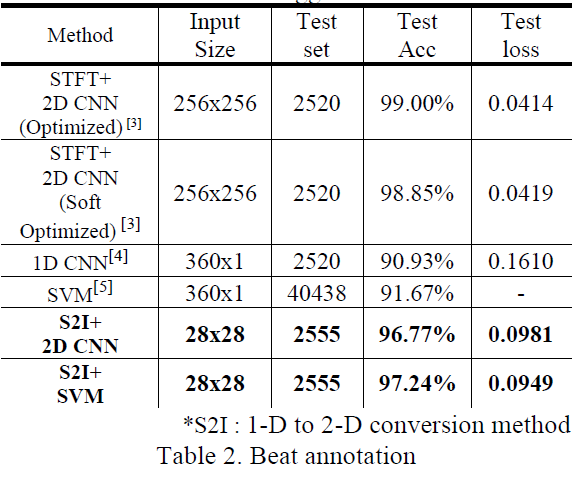 Method Input Size Test set Test Acc Test loss
STFT+ 2D CNN (Optimized) [3] 256x256 2520 99.00% 0.0414
STFT+ 2D CNN (Soft Optimized) [3] 256x256 2520 98.85% 0.0419
1D CNN[4] 360x1 2520 90.93% 0.1610
SVM[5] 360x1 40438 91.67% -
S2I+ 2D CNN 28x28 2555 96.77% 0.0981
S2I+ SVM 28x28 2555 97.24% 0.0949
*S2I : 1-D to 2-D conversion method
Table 2. Beat annotation